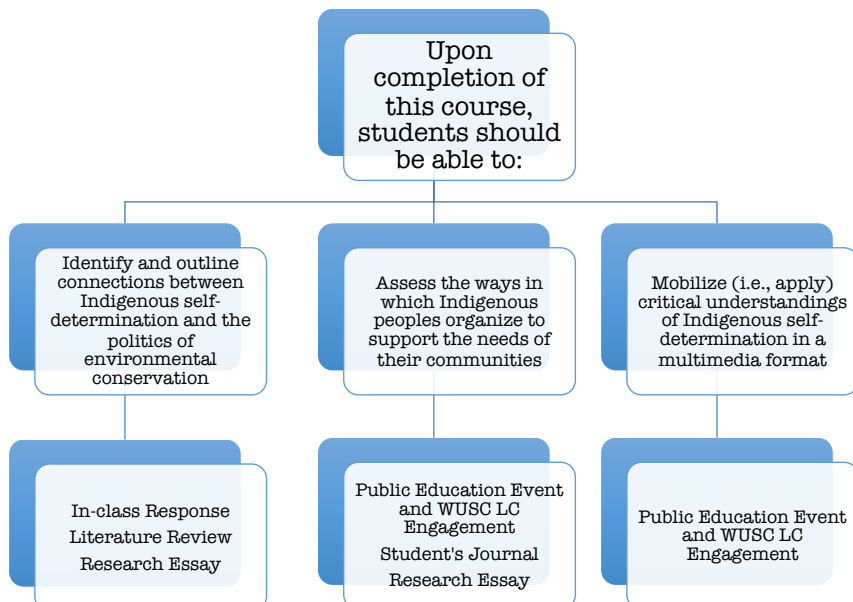 Upon
completion of
this course,
students should
be able to:
Identify and outline
connections between
Indigenous self-
determination and the
politics of
environmental
conservation
Assess the ways in
which Indigenous
peoples organize to
support the needs of
their communities
Mobilize (i.e., apply)
critical understandings
of Indigenous self-
determination in a
multimedia format
In-class Response
Literature Review
Research Essay
Public Education Event
and WUSC LC
Engagement
Student's Journal
Research Essay
Public Education Event
and WUSC LC
Engagement